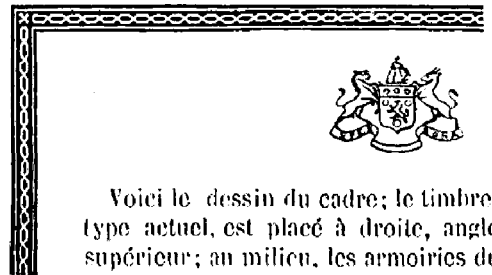 Voici le dessin du cadre; le timbre
type actuel, est placé à droite, angle
supérieur; au milieu, les armoiries de